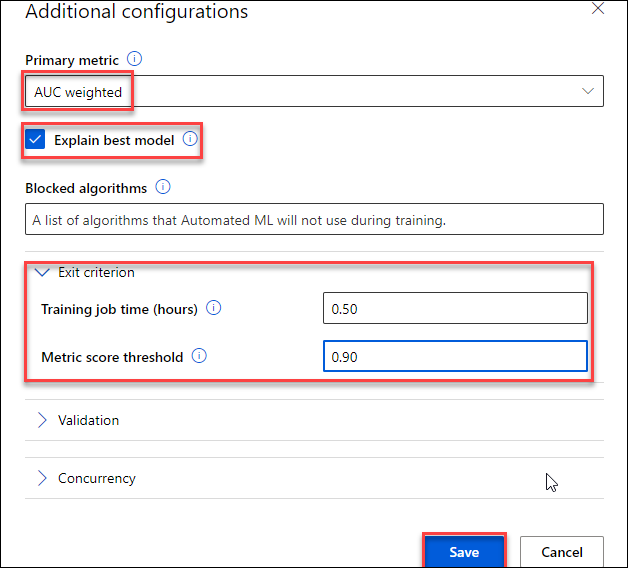 Additional configurations
Primary metric
AUC weighted
Explain best model
Blocked algorithms
A list of algorithms that Automated ML will not use during training.
Exit criterion
Training job time (hours)
0.50
Metric score threshold
0.90
Validation
Concurrency
Save
Cancel